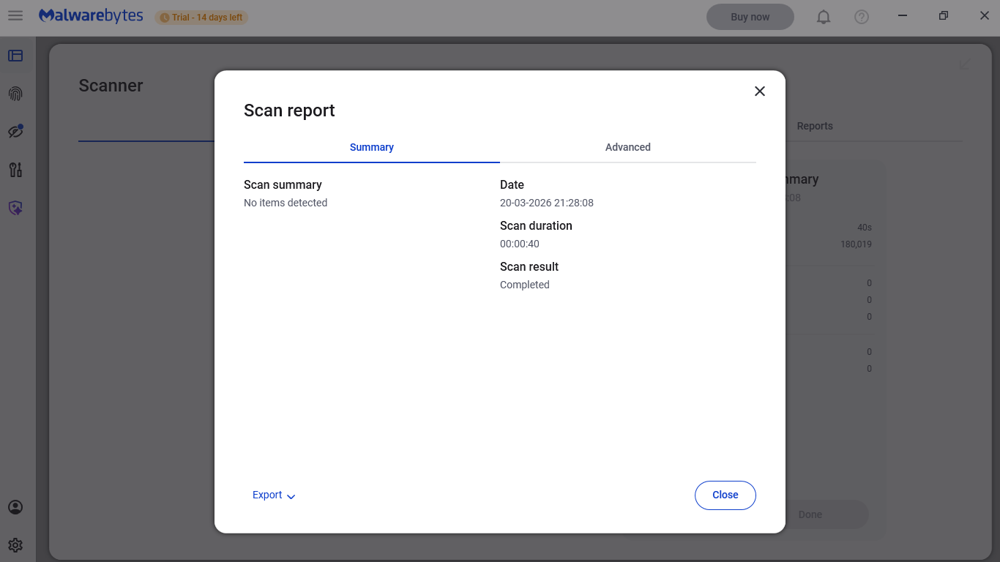 Malwarebytes
Trial - 14 days left
Buy now
Scanner
Reports
Scan report
Summary
Advanced
Scan summary
No items detected
Date
20-03-2026 21:28:08
Scan duration
00:00:40
Scan result
Completed
mmary
:08
40s
180,019
0
0
0
0
0
Export
Close
Done